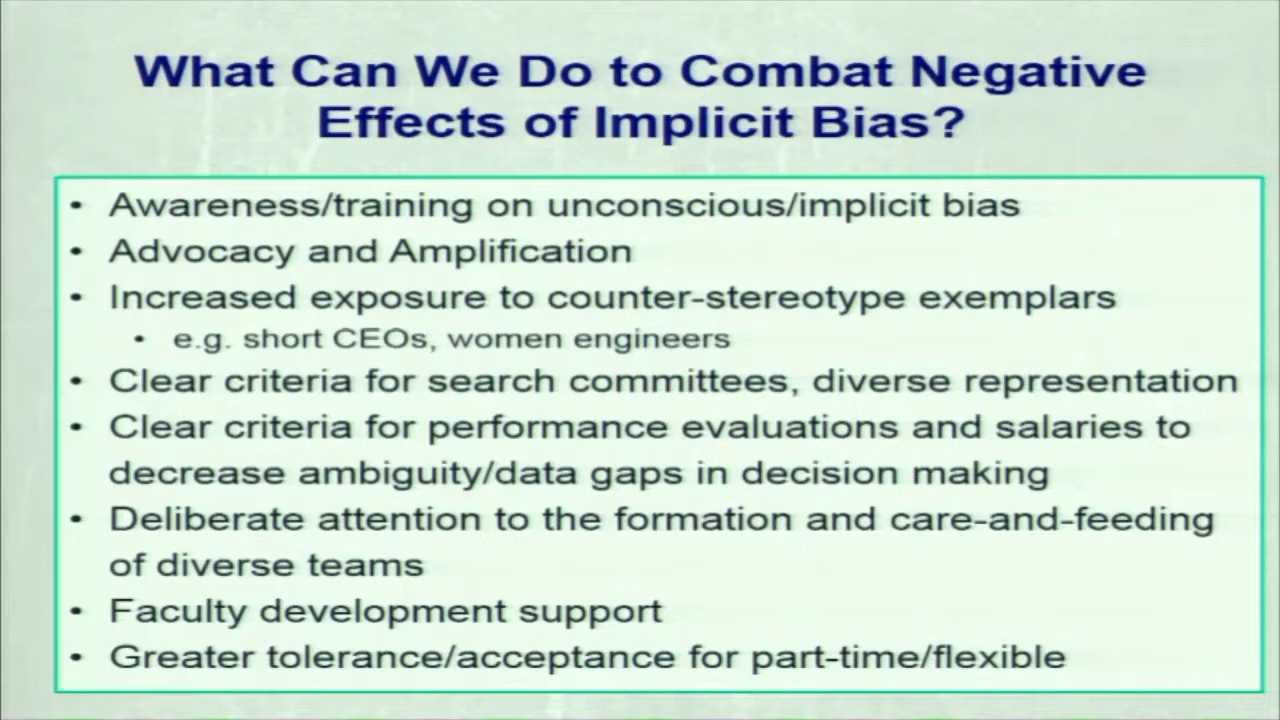 What Can We Do to Combat Negative
Effects of Implicit Bias?
• Awareness/training on unconscious/implicit bias
• Advocacy and Amplification
• Increased exposure to counter-stereotype exemplars
• e.g. short CEOs, women engineers
• Clear criteria for search committees, diverse representation
• Clear criteria for performance evaluations and salaries to
decrease ambiguity/data gaps in decision making
• Deliberate attention to the formation and care-and-feeding
of diverse teams
• Faculty development support
• Greater tolerance/acceptance for part-time/flexible